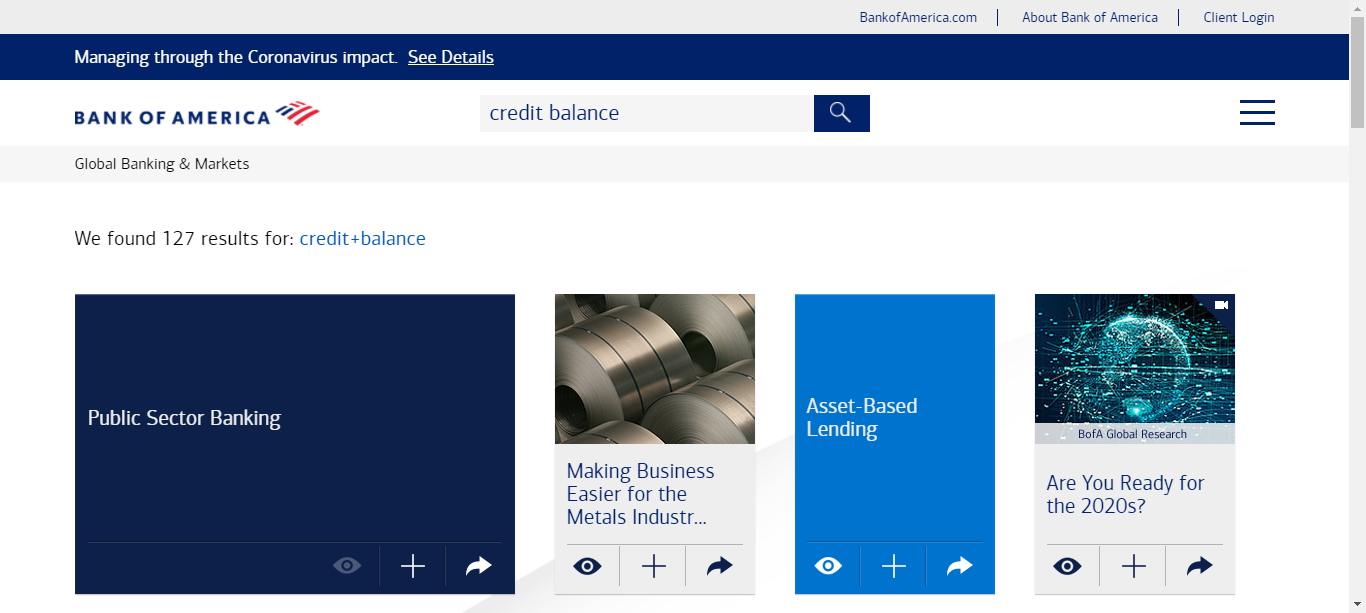 BankofAmerica.com
About Bank of America
Client Login
Managing through the Coronavirus impact. See Details
BANK OF AMERICA
credit balance
Global Banking & Markets
We found 127 results for: credit+balance
Public Sector Banking
Making Business
Easier for the
Metals Industr...
Asset-Based
Lending
BofA Global Research
Are You Ready for
the 2020s?